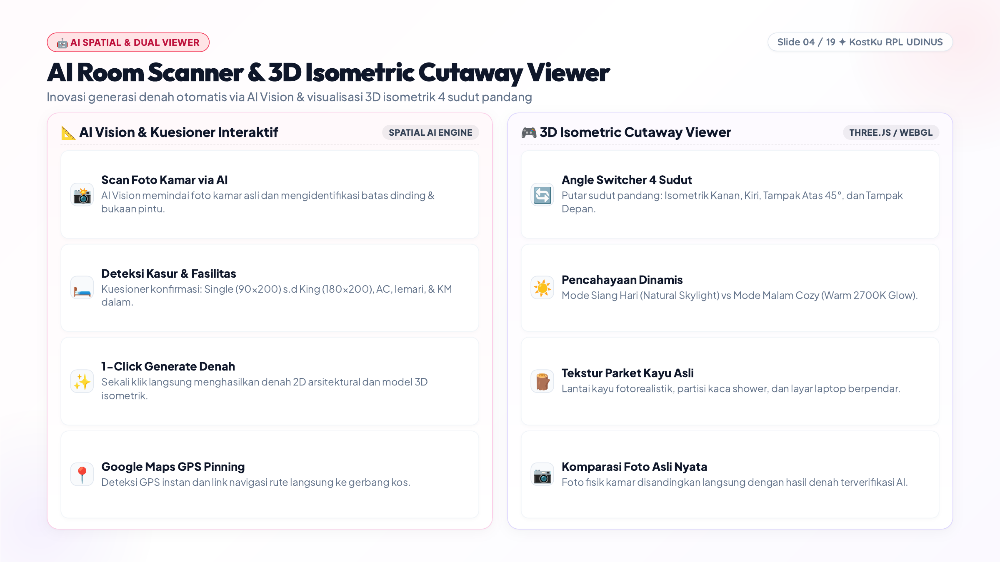 🤖 AI SPATIAL & DUAL VIEWER
Slide 04 / 19 ✦ KostKu RPL UDINUS
AI Room Scanner & 3D Isometric Cutaway Viewer
Inovasi generasi denah otomatis via AI Vision & visualisasi 3D isometrik 4 sudut pandang
📐 AI Vision & Kuesioner Interaktif
SPATIAL AI ENGINE
Scan Foto Kamar via AI
AI Vision memindai foto kamar asli dan mengidentifikasi batas dinding &
bukaan pintu.
Deteksi Kasur & Fasilitas
Kuesioner konfirmasi: Single (90×200) s.d King (180×200), AC, lemari, & KM
dalam.
1-Click Generate Denah
Sekali klik langsung menghasilkan denah 2D arsitektural dan model 3D
isometrik.
Google Maps GPS Pinning
Deteksi GPS instan dan link navigasi rute langsung ke gerbang kos.
🎮 3D Isometric Cutaway Viewer
THREE.JS / WEBGL
Angle Switcher 4 Sudut
Putar sudut pandang: Isometrik Kanan, Kiri, Tampak Atas 45°, dan Tampak
Depan.
Pencahayaan Dinamis
Mode Siang Hari (Natural Skylight) vs Mode Malam Cozy (Warm 2700K Glow).
Tekstur Parket Kayu Asli
Lantai kayu fotorealistik, partisi kaca shower, dan layar laptop berpendar.
Komparasi Foto Asli Nyata
Foto fisik kamar disandingkan langsung dengan hasil denah terverifikasi AI.